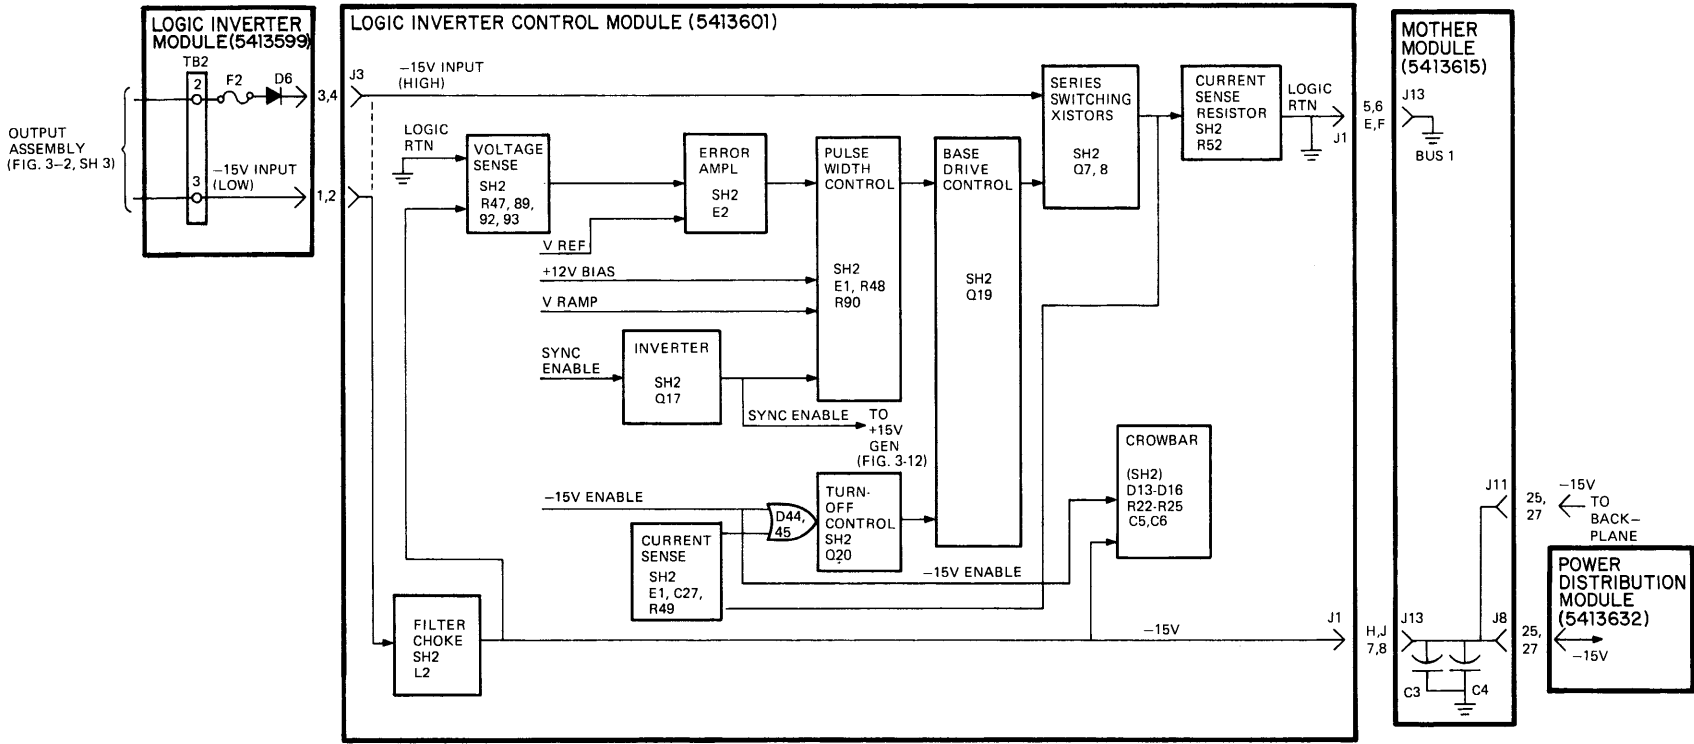 LOGIC INVERTER
MODULE (5413599)
TB2
2
F2
D6
3,4
OUTPUT
ASSEMBLY
(FIG. 3–2, SH 3)
3
–15V INPUT
(LOW)
1,2
LOGIC INVERTER CONTROL MODULE (5413601)
J3
–15V INPUT
(HIGH)
LOGIC
RTN
VOLTAGE
SENSE
SH2
R47, 89,
92, 93
ERROR
AMPL
SH2
E2
PULSE
WIDTH
CONTROL
SH2
E1, R48
R90
BASE
DRIVE
CONTROL
SH2
Q19
SERIES
SWITCHING
XISTORS
SH2
Q7, 8
CURRENT
SENSE
RESISTOR
SH2
R52
LOGIC
RTN
J1
V REF
+12V BIAS
V RAMP
SYNC
ENABLE
INVERTER
SH2
Q17
SYNC ENABLE
TO
+15V
GEN
(FIG. 3-12)
–15V ENABLE
D44,
45
TURN-
OFF
CONTROL
SH2
Q20
CURRENT
SENSE
SH2
E1, C27,
R49
–15V ENABLE
CROWBAR
(SH2)
D13-D16
R22-R25
C5,C6
FILTER
CHOKE
SH2
L2
–15V
J1
5,6
E,F
H,J
7,8
MOTHER
MODULE
(5413615)
J13
BUS 1
J11
25,
27
–15V
TO
BACK–
PLANE
J13
J8
25,
27
C3
C4
POWER
DISTRIBUTION
MODULE
(5413632)
–15V